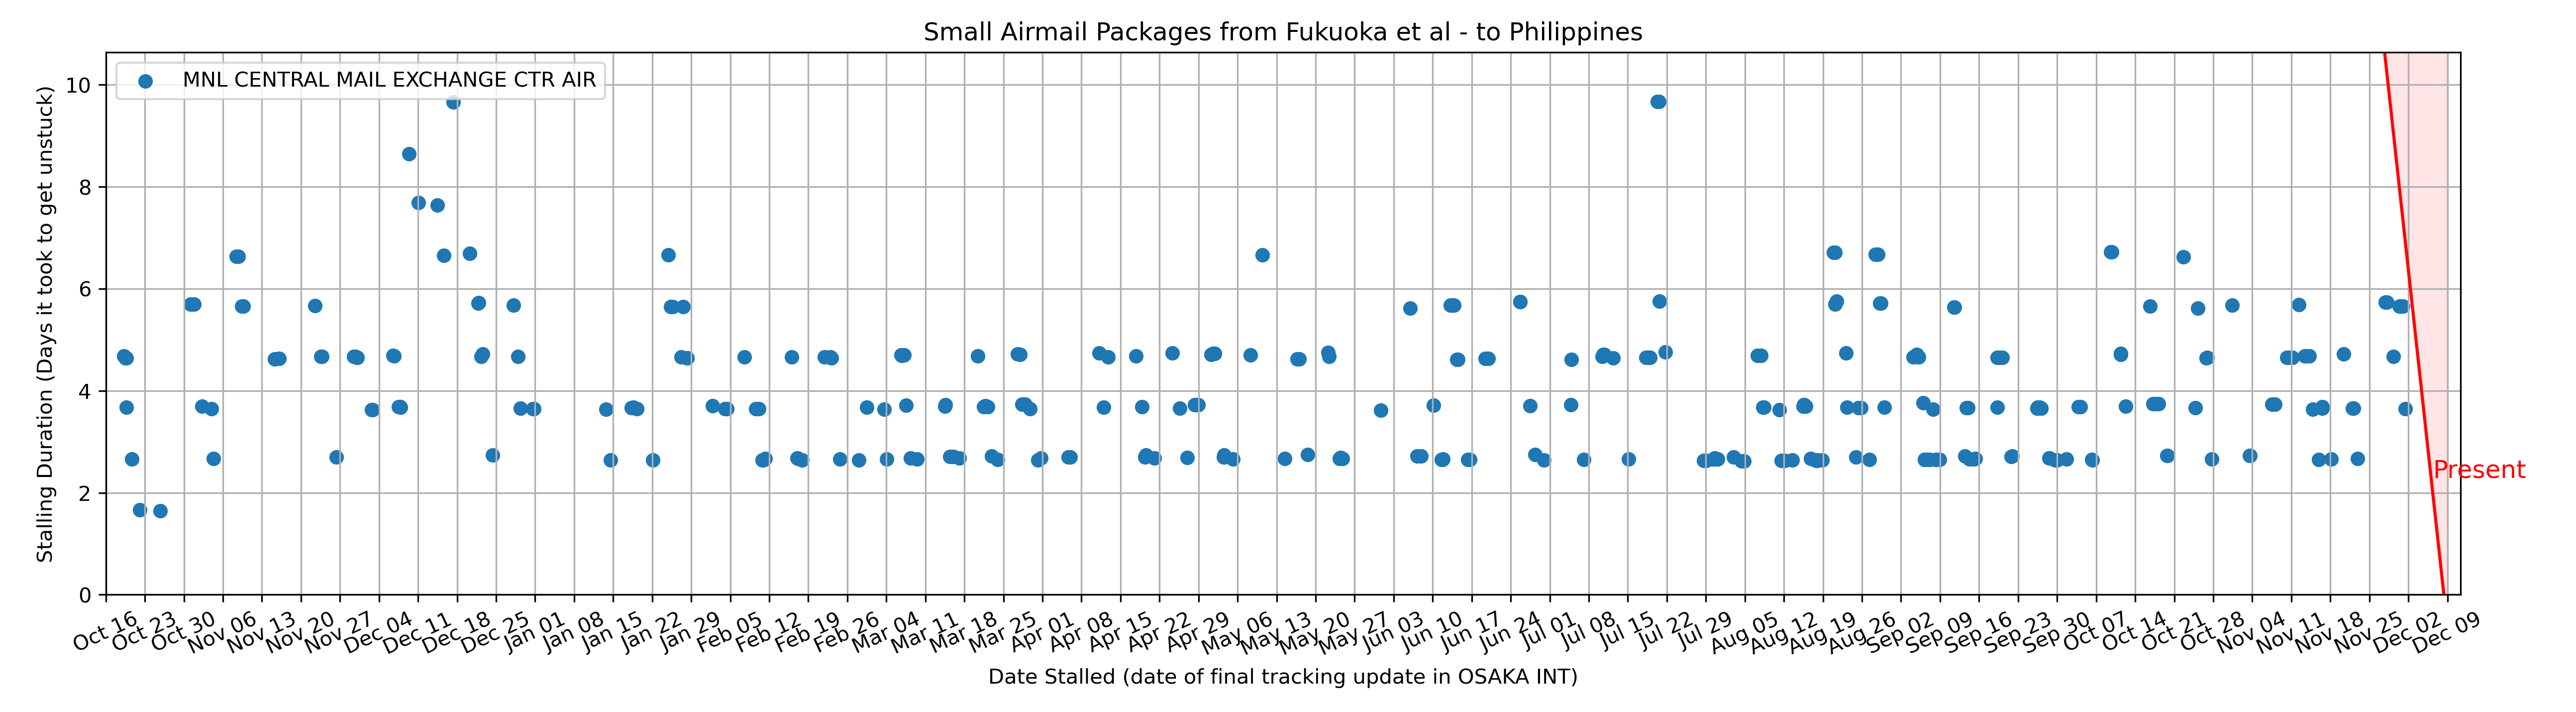 Small Airmail Packages from Fukuoka et al - to Philippines
MNL CENTRAL MAIL EXCHANGE CTR AIR
Stalling Duration (Days it took to get unstuck)
10
8
6
4
2
0
Present
Oct 16 Oct 23 Oct 30 Nov 06 Nov 13 Nov 20 Nov 27 Dec 04 Dec 11 Dec 18 Dec 25 Jan 01 Jan 08 Jan 15 Jan 22 Jan 29 Feb 05 Feb 12 Feb 19 Feb 26 Mar 04 Mar 11 Mar 18 Mar 25 Apr 01 Apr 08 Apr 15 Apr 22 Apr 29 May 06 May 13 May 20 May 27 Jun 03 Jun 10 Jun 17 Jun 24 Jul 01 Jul 08 Jul 15 Jul 22 Jul 29 Aug 05 Aug 12 Aug 19 Aug 26 Sep 02 Sep 09 Sep 16 Sep 23 Sep 30 Oct 07 Oct 14 Oct 21 Oct 28 Nov 04 Nov 11 Nov 18 Nov 25 Dec 02 Dec 09
Date Stalled (date of final tracking update in OSAKA INT)